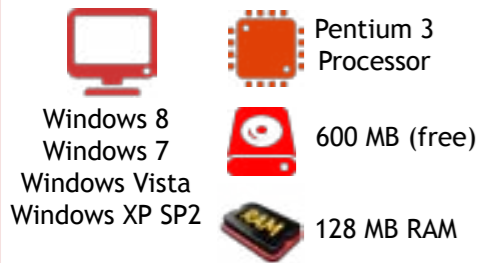 Windows 8
Windows 7
Windows Vista
Windows XP SP2
Pentium 3
Processor
600 MB (free)
RAM
128 MB RAM